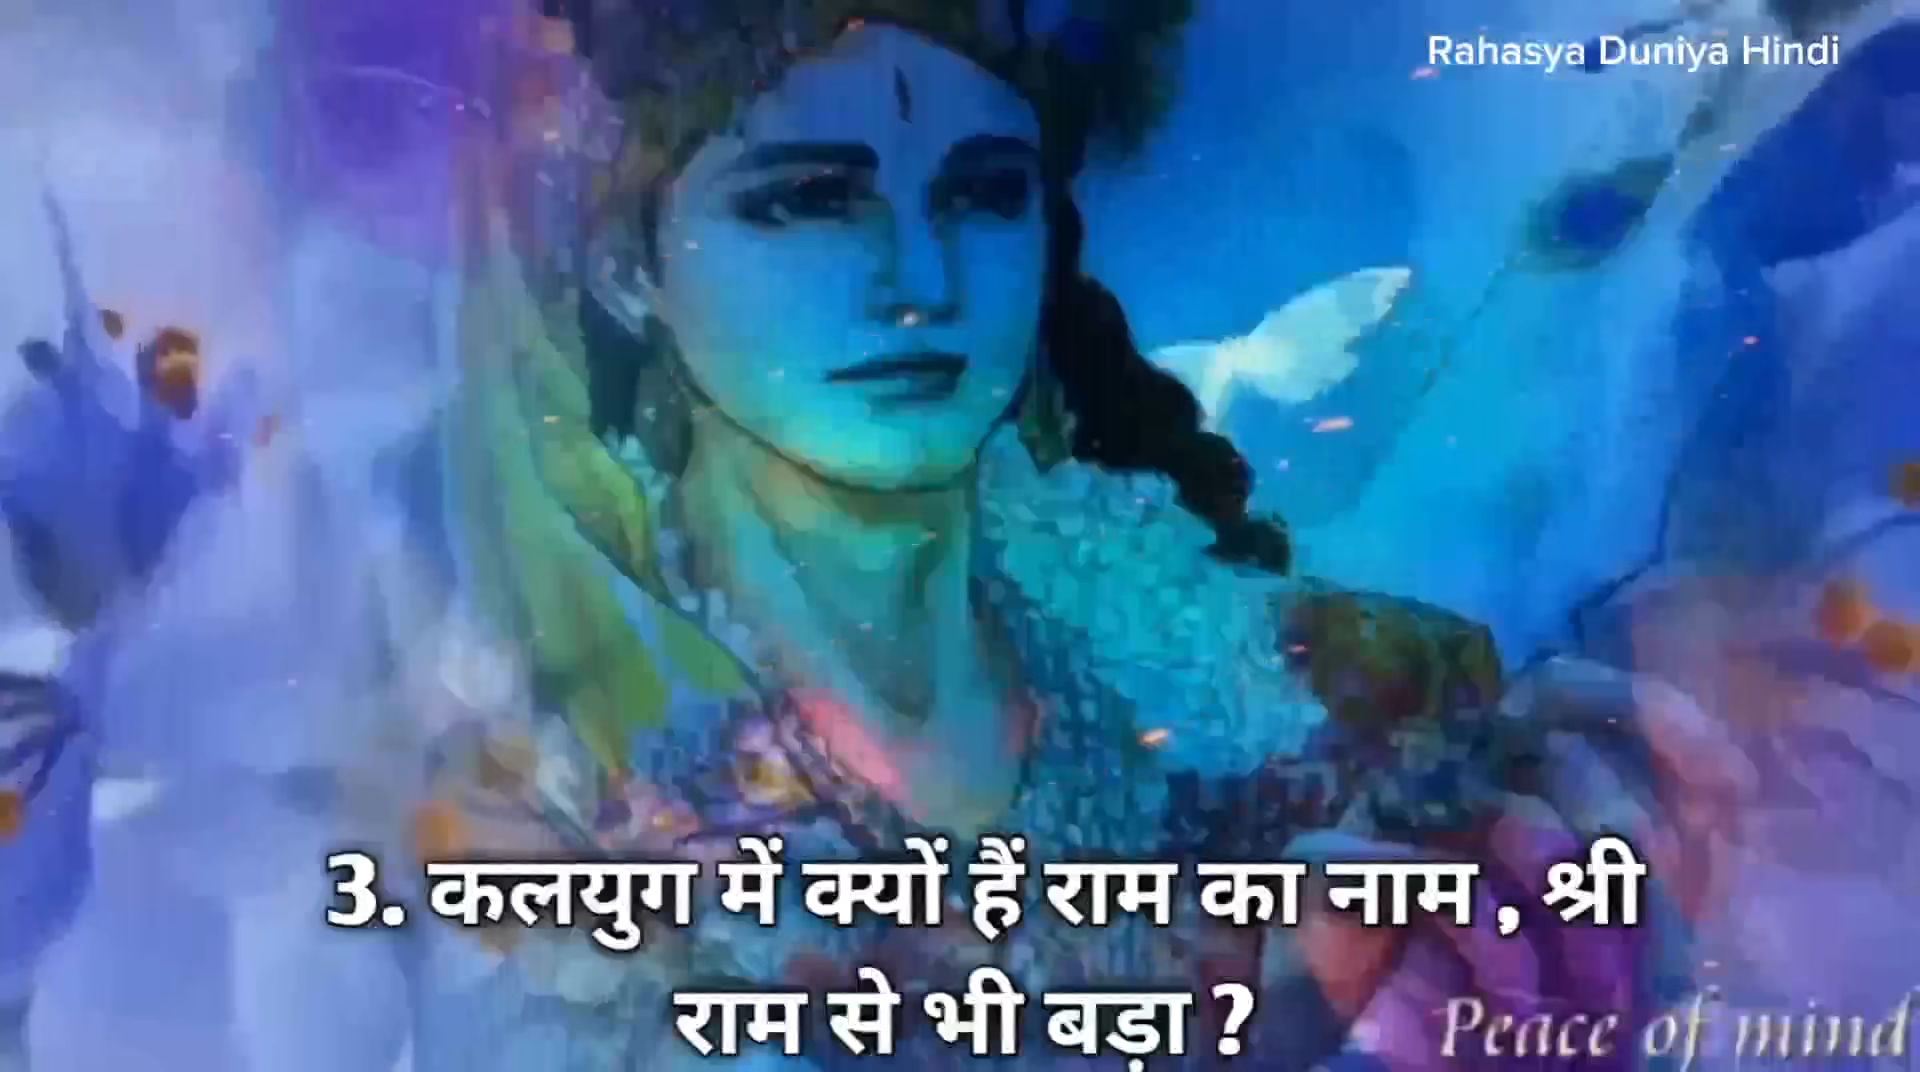 Rahasya Duniya Hindi
3. कलयुग में क्यों हैं राम का नाम , श्री
राम से भी बड़ा ?
Peace of mind